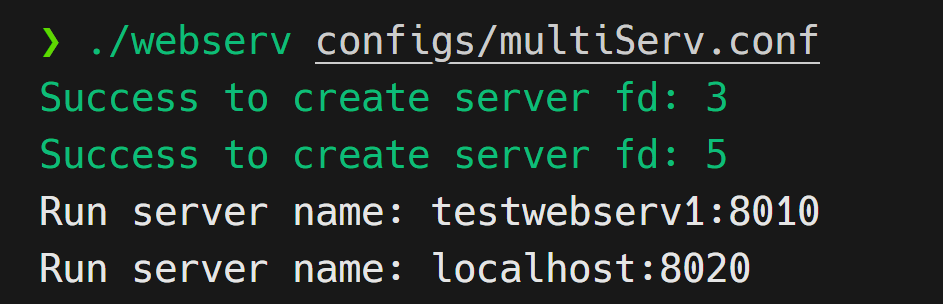 ❯ ./webserv configs/multiServ.conf
Success to create server fd: 3
Success to create server fd: 5
Run server name: testwebserv1:8010
Run server name: localhost:8020